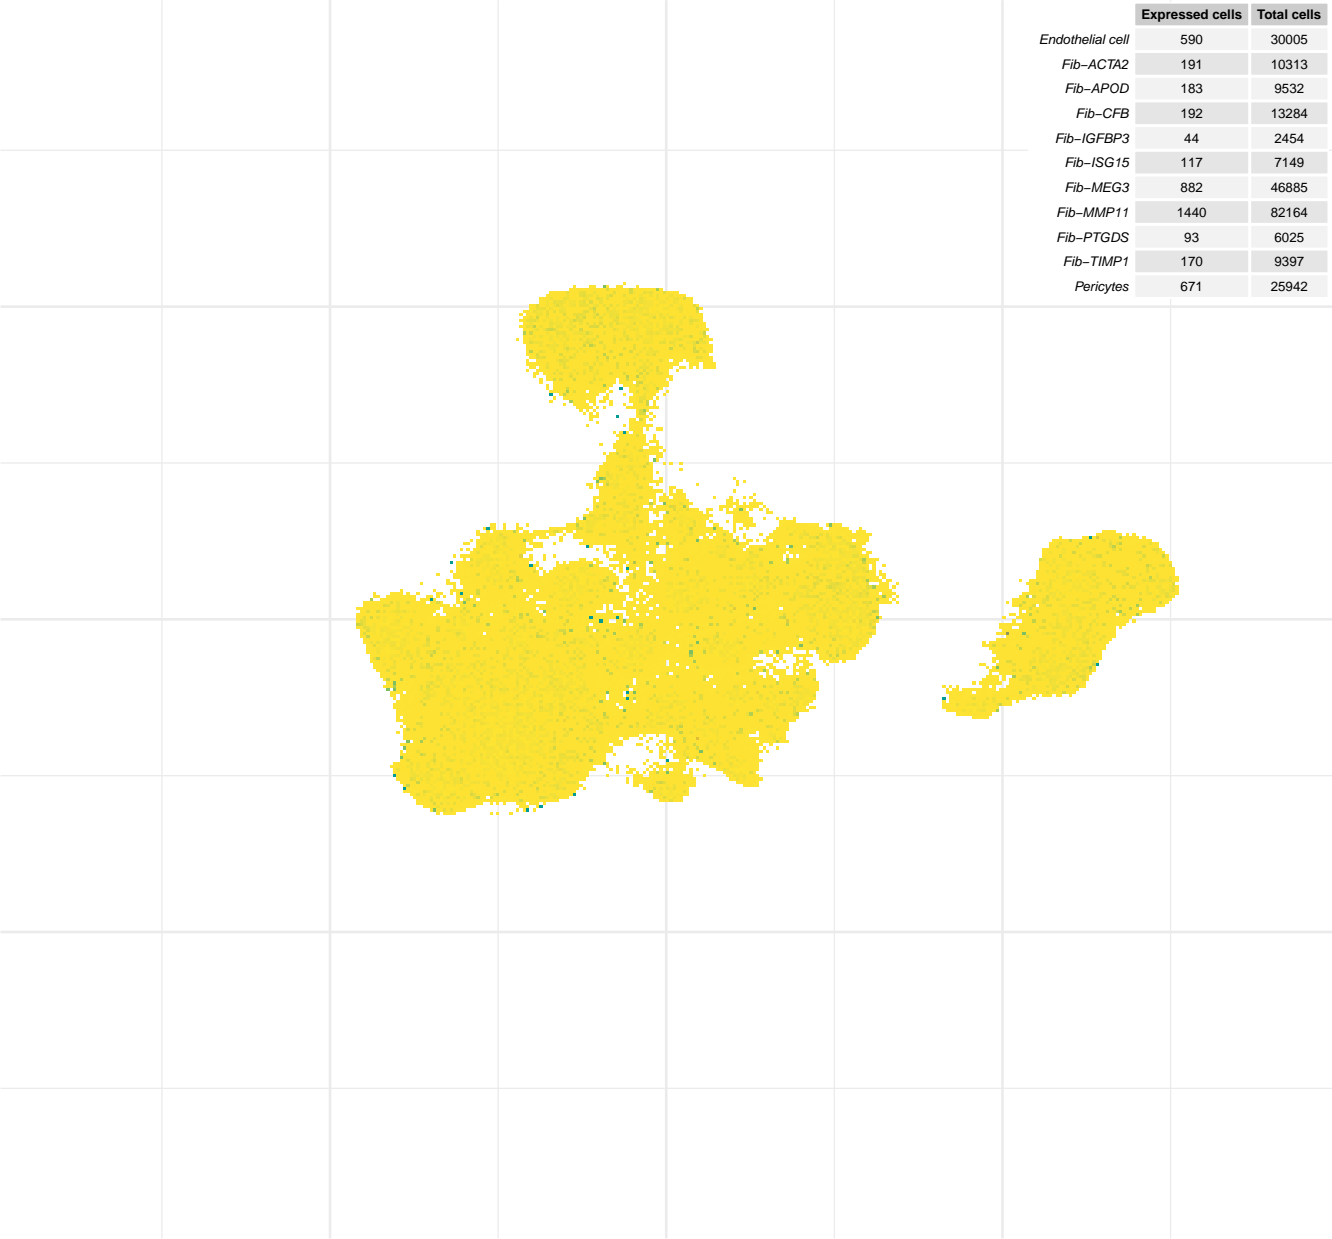 Expressed cells Total cells
Endothelial cell 590 30005
Fib−ACTA2 191 10313
Fib−APOD 183 9532
Fib−CFB 192 13284
Fib−IGFBP3 44 2454
Fib−ISG15 117 7149
Fib−MEG3 882 46885
Fib−MMP11 1440 82164
Fib−PTGDS 93 6025
Fib−TIMP1 170 9397
Pericytes 671 25942